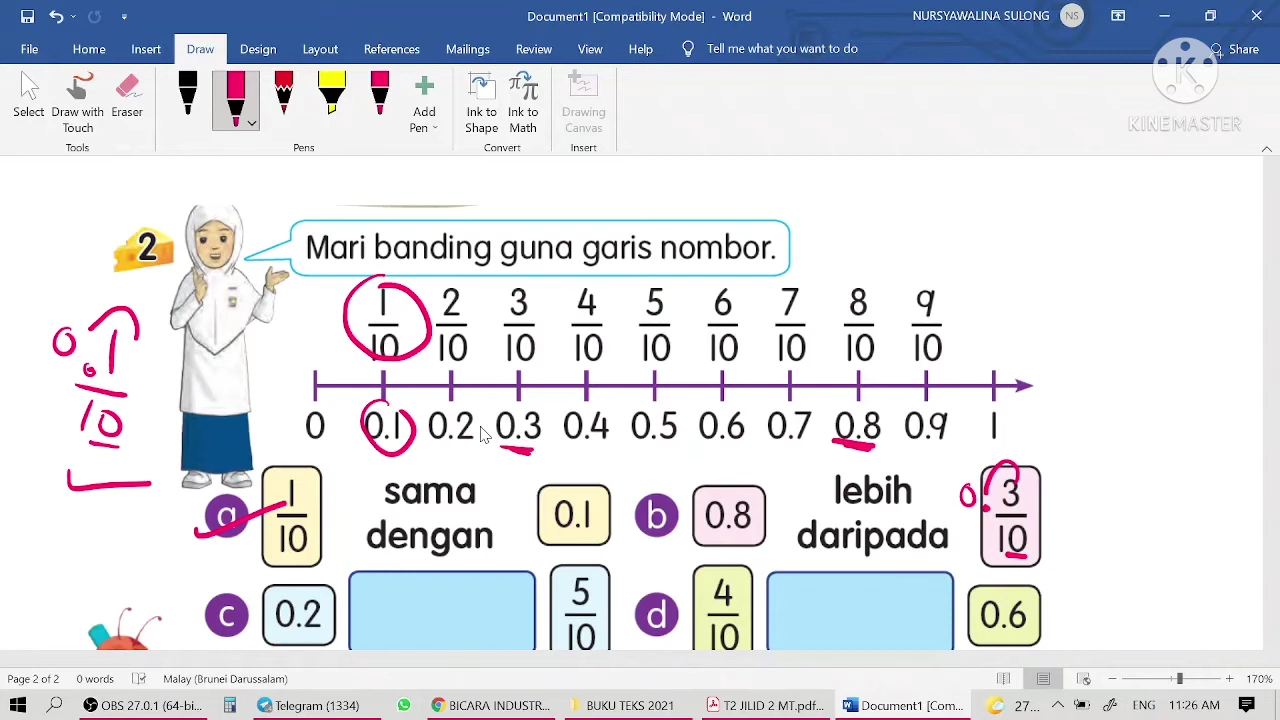 Document1 [Compatibility Mode] - Word
NURSYAWALINA SULONG
NS
File Home Insert Draw Design Layout References Mailings Review View Help Tell me what you want to do Share
Select Draw with Touch Eraser
Add Pen
Ink to Shape Ink to Math
Drawing Canvas
Tools Pens Convert Insert
K
KINEMASTER
2
Mari banding guna garis nombor.
1/10 2/10 3/10 4/10 5/10 6/10 7/10 8/10 9/10
0 0.1 0.2 0.3 0.4 0.5 0.6 0.7 0.8 0.9 1
a 1/10 sama dengan 0.1
b 0.8 lebih daripada 3/10
0.
c 0.2 5/10
d 4/10 0.6
Page 2 of 2 0 words Malay (Brunei Darussalam) 170%
OBS 27.0.1 (64-bi... Telegram (1334) BICARA INDUSTR... BUKU TEKS 2021 T2 JILID 2 MT.pdf... Document1 [Com... 27... 11:26 AM